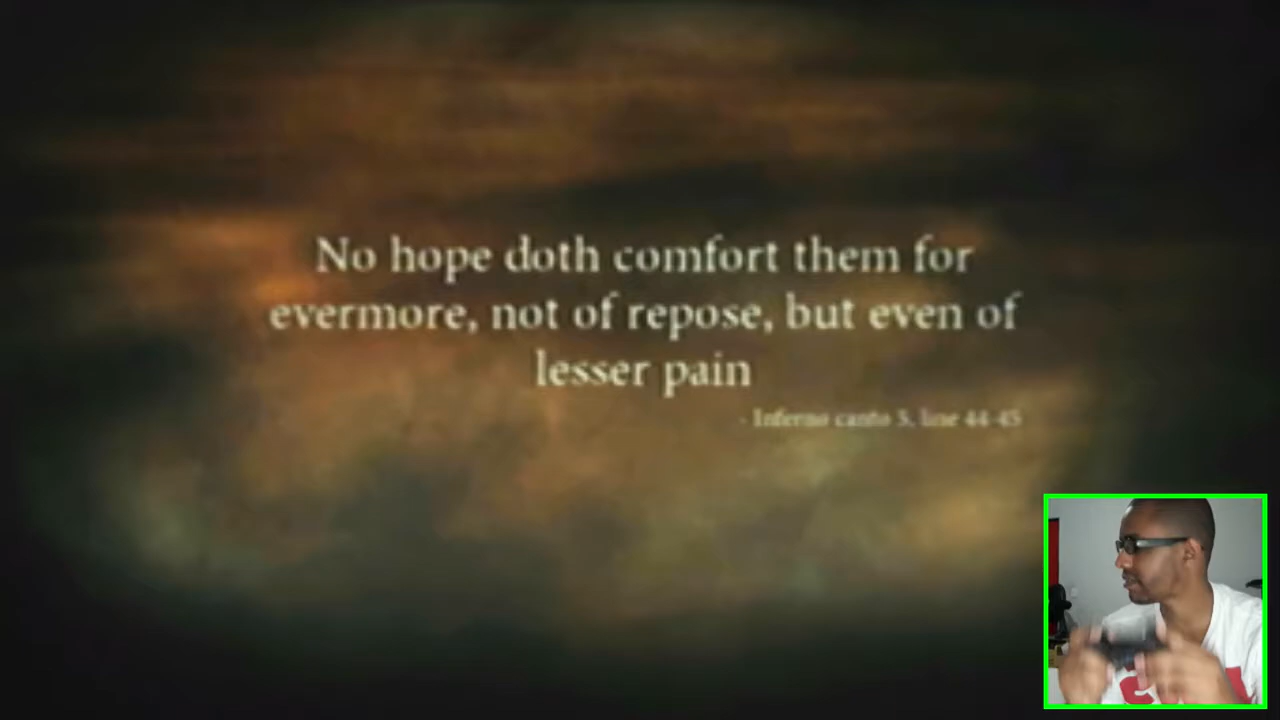 No hope doth comfort them for
evermore, not of repose, but even of
lesser pain
- Inferno canto 5, line 44-45